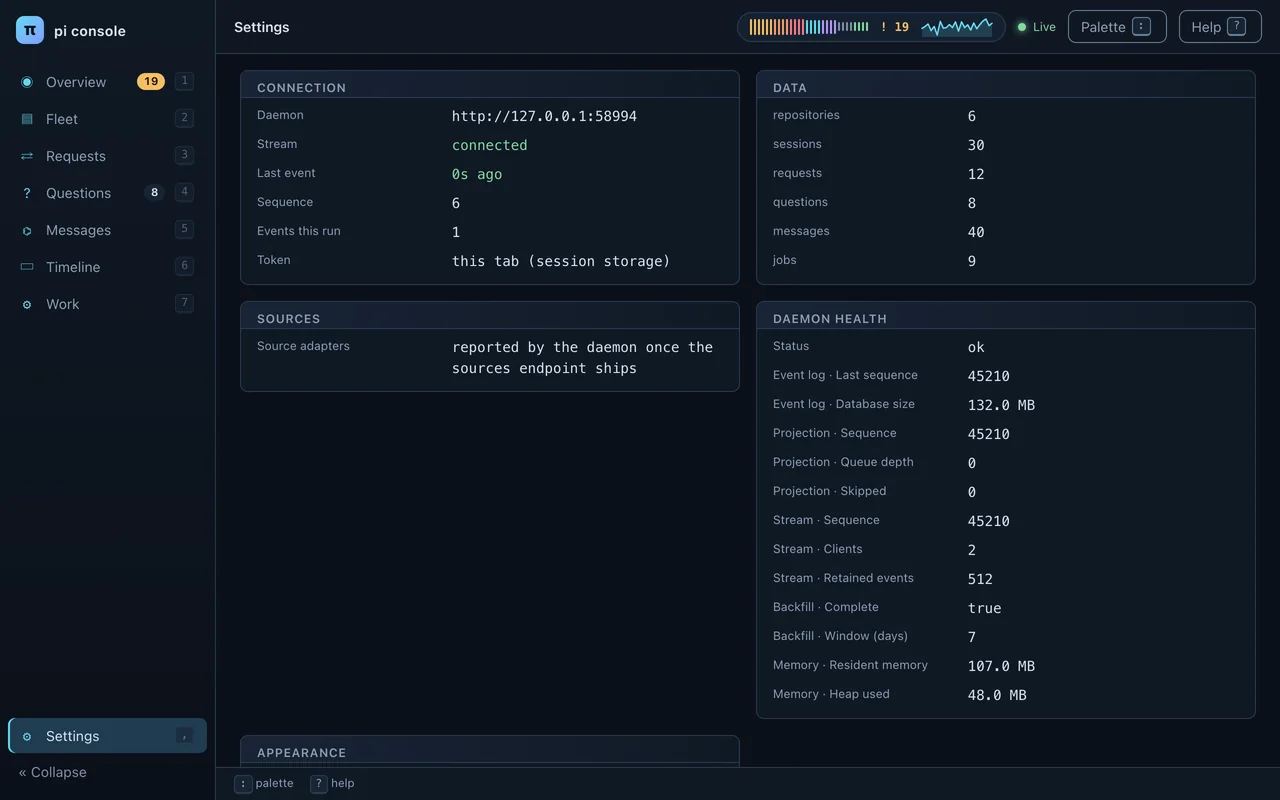 π pi console
Settings
! 19
Live
Palette :
Help ?
Overview 19 1
Fleet 2
Requests 3
? Questions 8 4
Messages 5
Timeline 6
Work 7
Settings ,
« Collapse
CONNECTION
Daemon http://127.0.0.1:58994
Stream connected
Last event 0s ago
Sequence 6
Events this run 1
Token this tab (session storage)
DATA
repositories 6
sessions 30
requests 12
questions 8
messages 40
jobs 9
SOURCES
Source adapters reported by the daemon once the
sources endpoint ships
DAEMON HEALTH
Status ok
Event log · Last sequence 45210
Event log · Database size 132.0 MB
Projection · Sequence 45210
Projection · Queue depth 0
Projection · Skipped 0
Stream · Sequence 45210
Stream · Clients 2
Stream · Retained events 512
Backfill · Complete true
Backfill · Window (days) 7
Memory · Resident memory 107.0 MB
Memory · Heap used 48.0 MB
APPEARANCE
: palette ? help